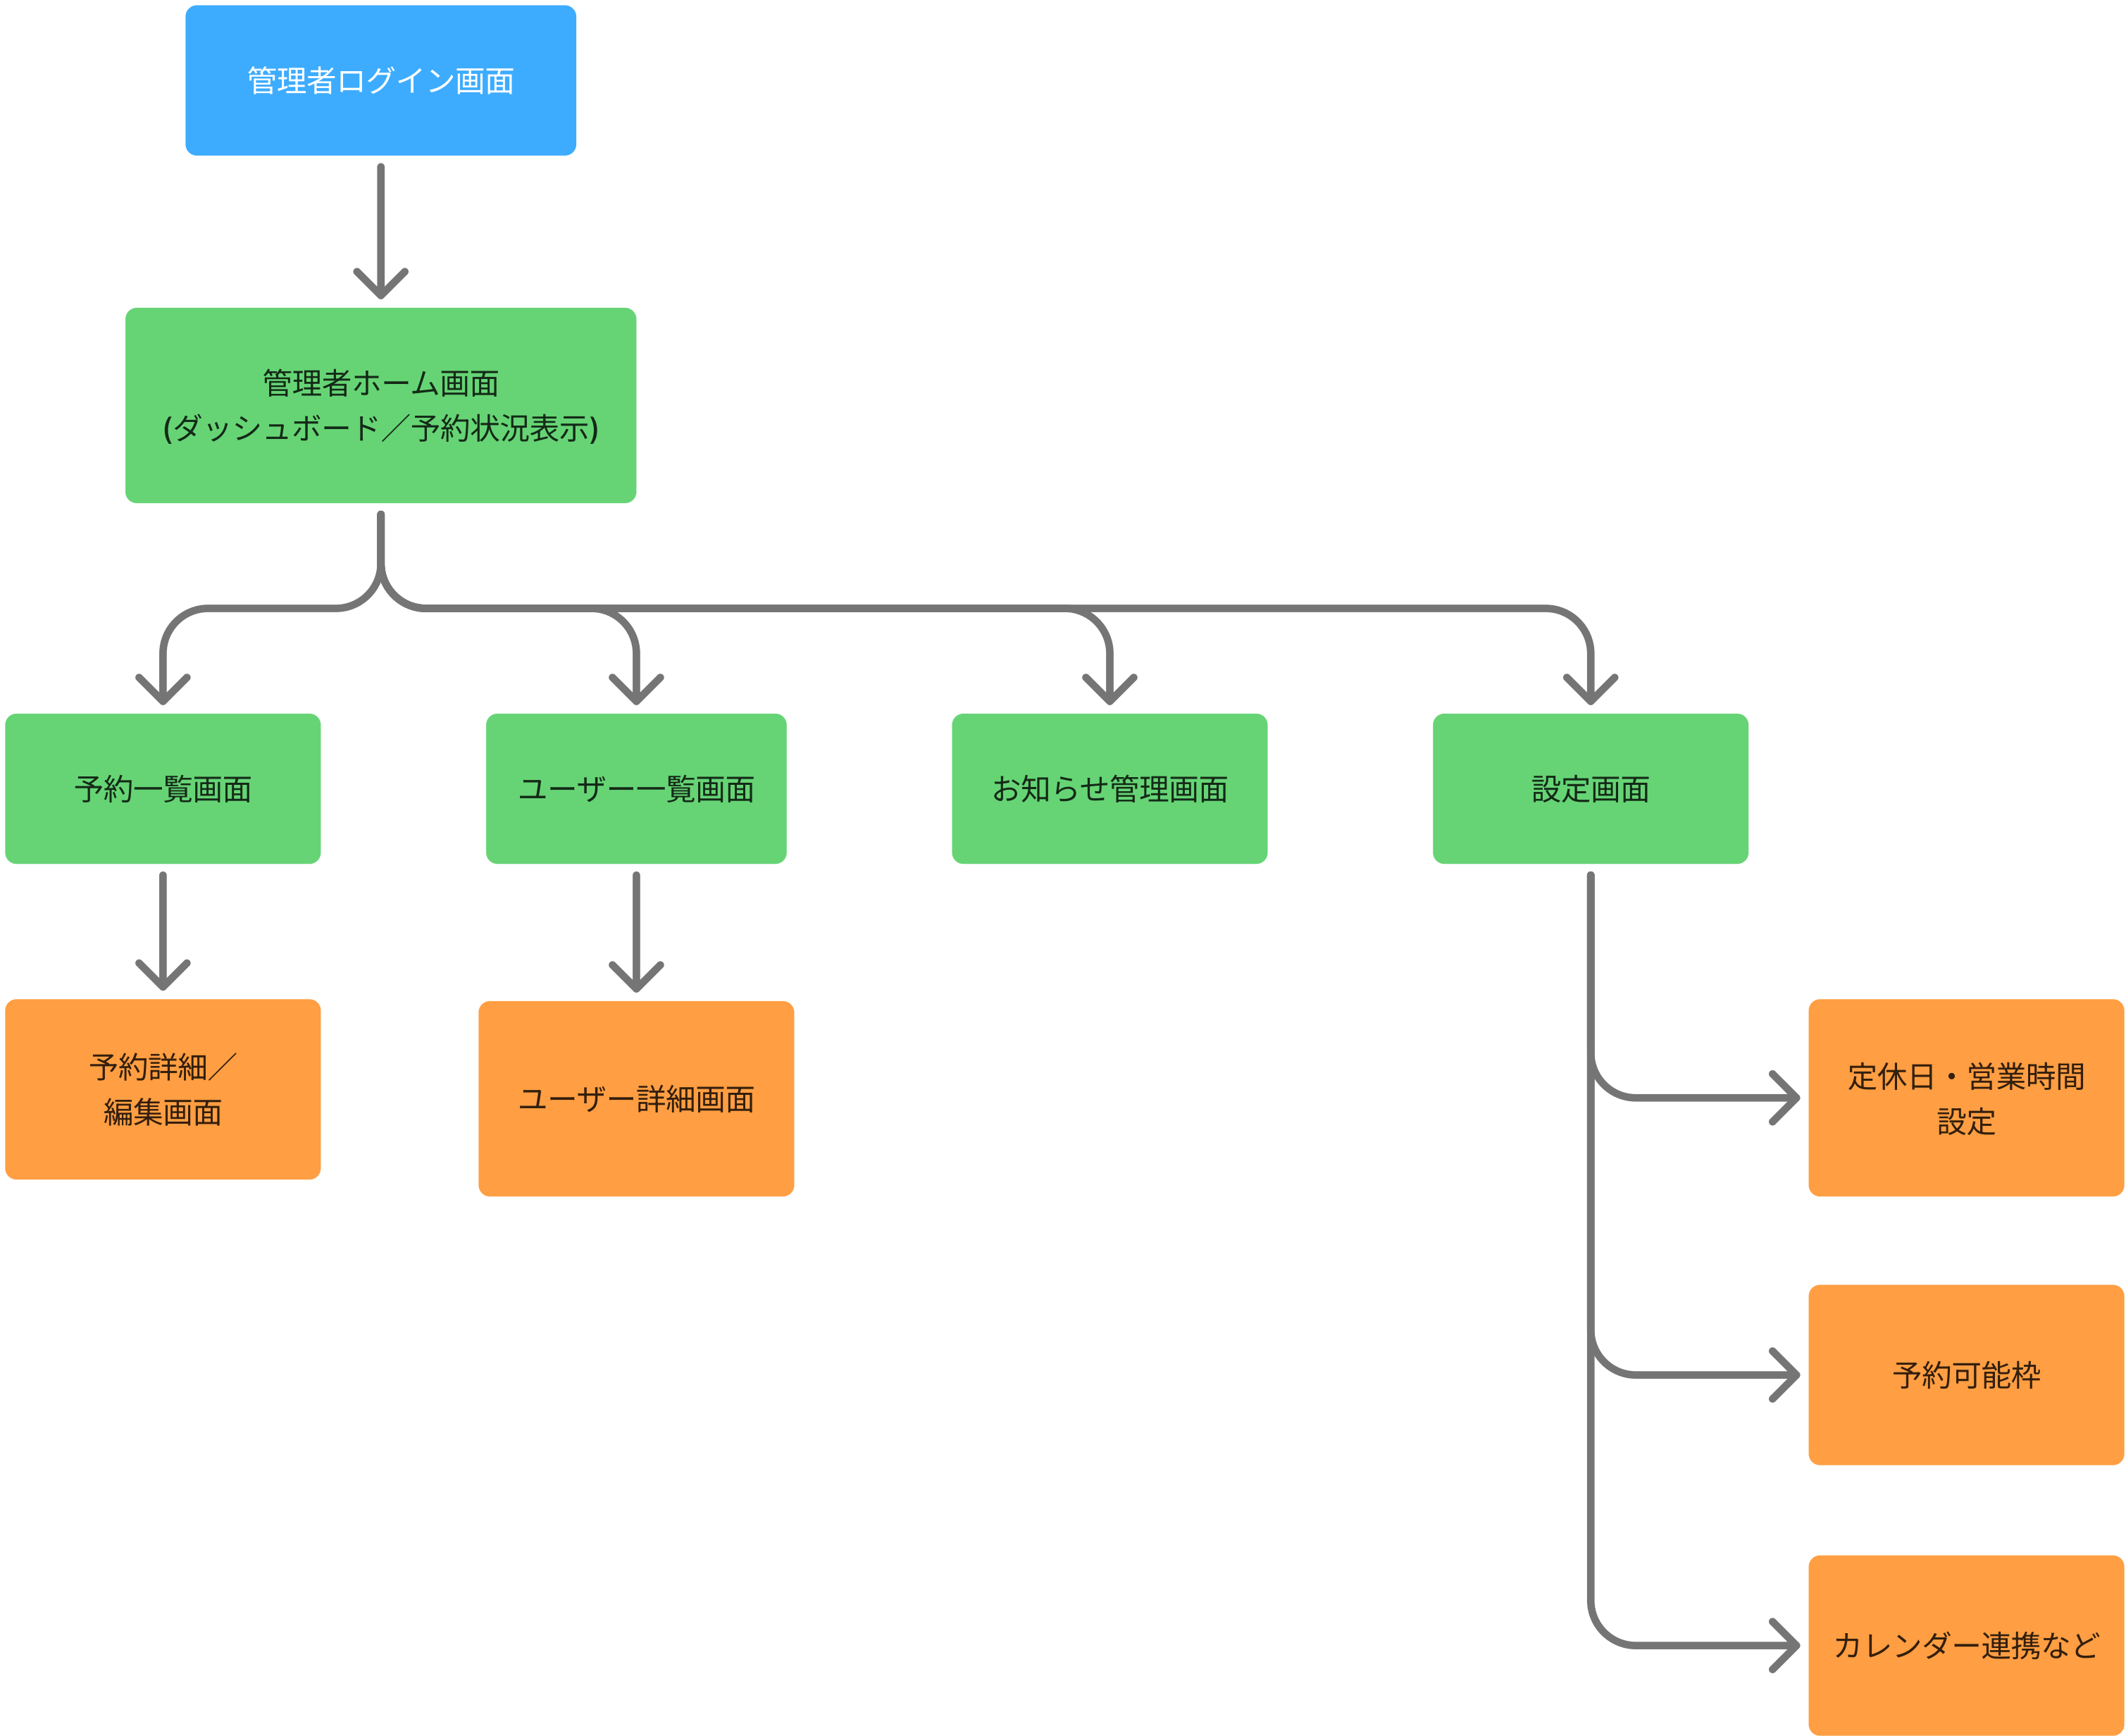 管理者ログイン画面
管理者ホーム画面
(ダッシュボード／予約状況表示)
予約一覧画面
ユーザー一覧画面
お知らせ管理画面
設定画面
予約詳細／
編集画面
ユーザー詳細画面
定休日・営業時間
設定
予約可能枠
カレンダー連携など